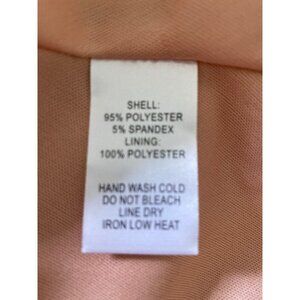 SHELL:
95% POLYESTER
5% SPANDEX
LINING:
100% POLYESTER
HAND WASH COLD
DO NOT BLEACH
LINE DRY
IRON LOW HEAT